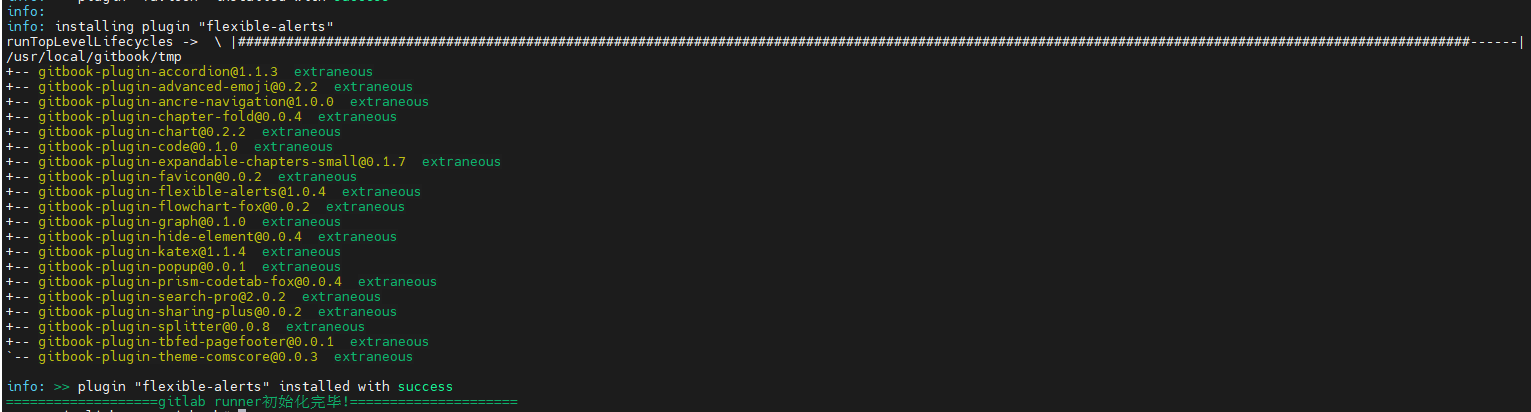 info:
info: installing plugin "flexible-alerts"
runTopLevelLifecycles ->  \ |##########################################################################################################################################################------|
/usr/local/gitbook/tmp
+-- gitbook-plugin-accordion@1.1.3  extraneous
+-- gitbook-plugin-advanced-emoji@0.2.2  extraneous
+-- gitbook-plugin-ancre-navigation@1.0.0  extraneous
+-- gitbook-plugin-chapter-fold@0.0.4  extraneous
+-- gitbook-plugin-chart@0.2.2  extraneous
+-- gitbook-plugin-code@0.1.0  extraneous
+-- gitbook-plugin-expandable-chapters-small@0.1.7  extraneous
+-- gitbook-plugin-favicon@0.0.2  extraneous
+-- gitbook-plugin-flexible-alerts@1.0.4  extraneous
+-- gitbook-plugin-flowchart-fox@0.0.2  extraneous
+-- gitbook-plugin-graph@0.1.0  extraneous
+-- gitbook-plugin-hide-element@0.0.4  extraneous
+-- gitbook-plugin-katex@1.1.4  extraneous
+-- gitbook-plugin-popup@0.0.1  extraneous
+-- gitbook-plugin-prism-codetab-fox@0.0.4  extraneous
+-- gitbook-plugin-search-pro@2.0.2  extraneous
+-- gitbook-plugin-sharing-plus@0.0.2  extraneous
+-- gitbook-plugin-splitter@0.0.8  extraneous
+-- gitbook-plugin-tbfed-pagefooter@0.0.1  extraneous
`-- gitbook-plugin-theme-comscore@0.0.3  extraneous
info: >> plugin "flexible-alerts" installed with success
===================gitlab runner初始化完毕!=====================